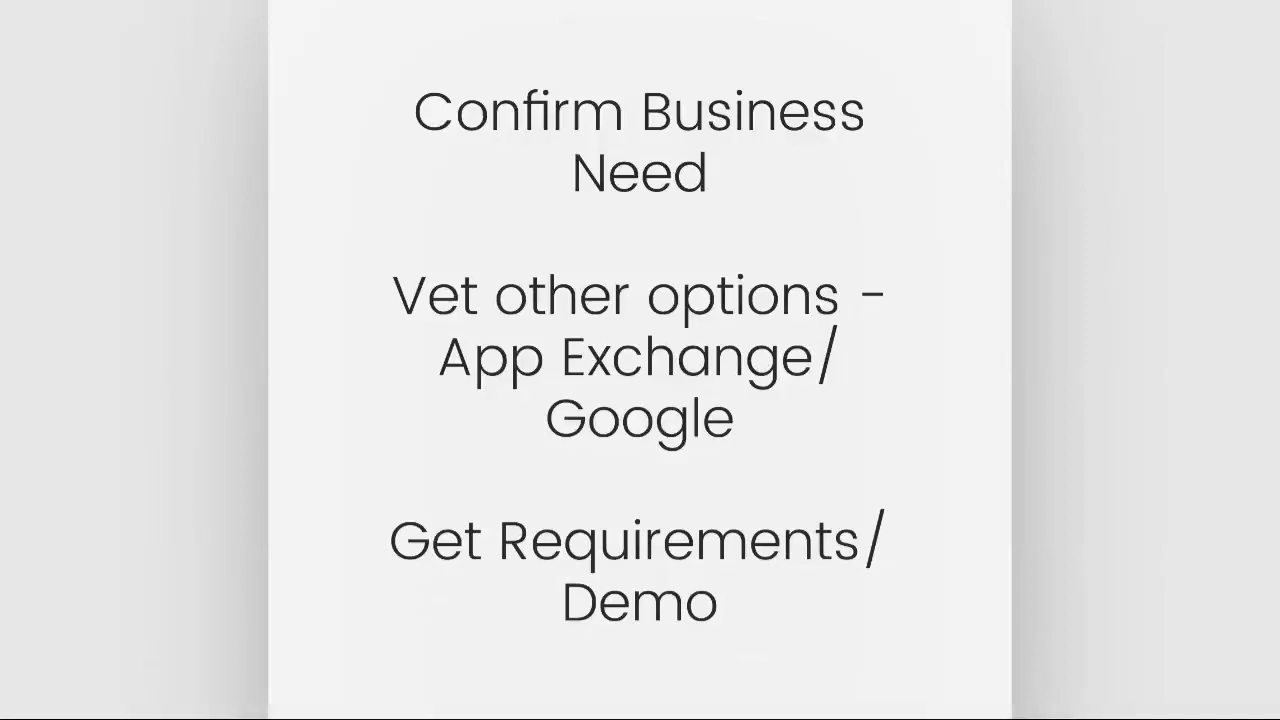 Confirm Business
Need
Vet other options -
App Exchange/
Google
Get Requirements/
Demo